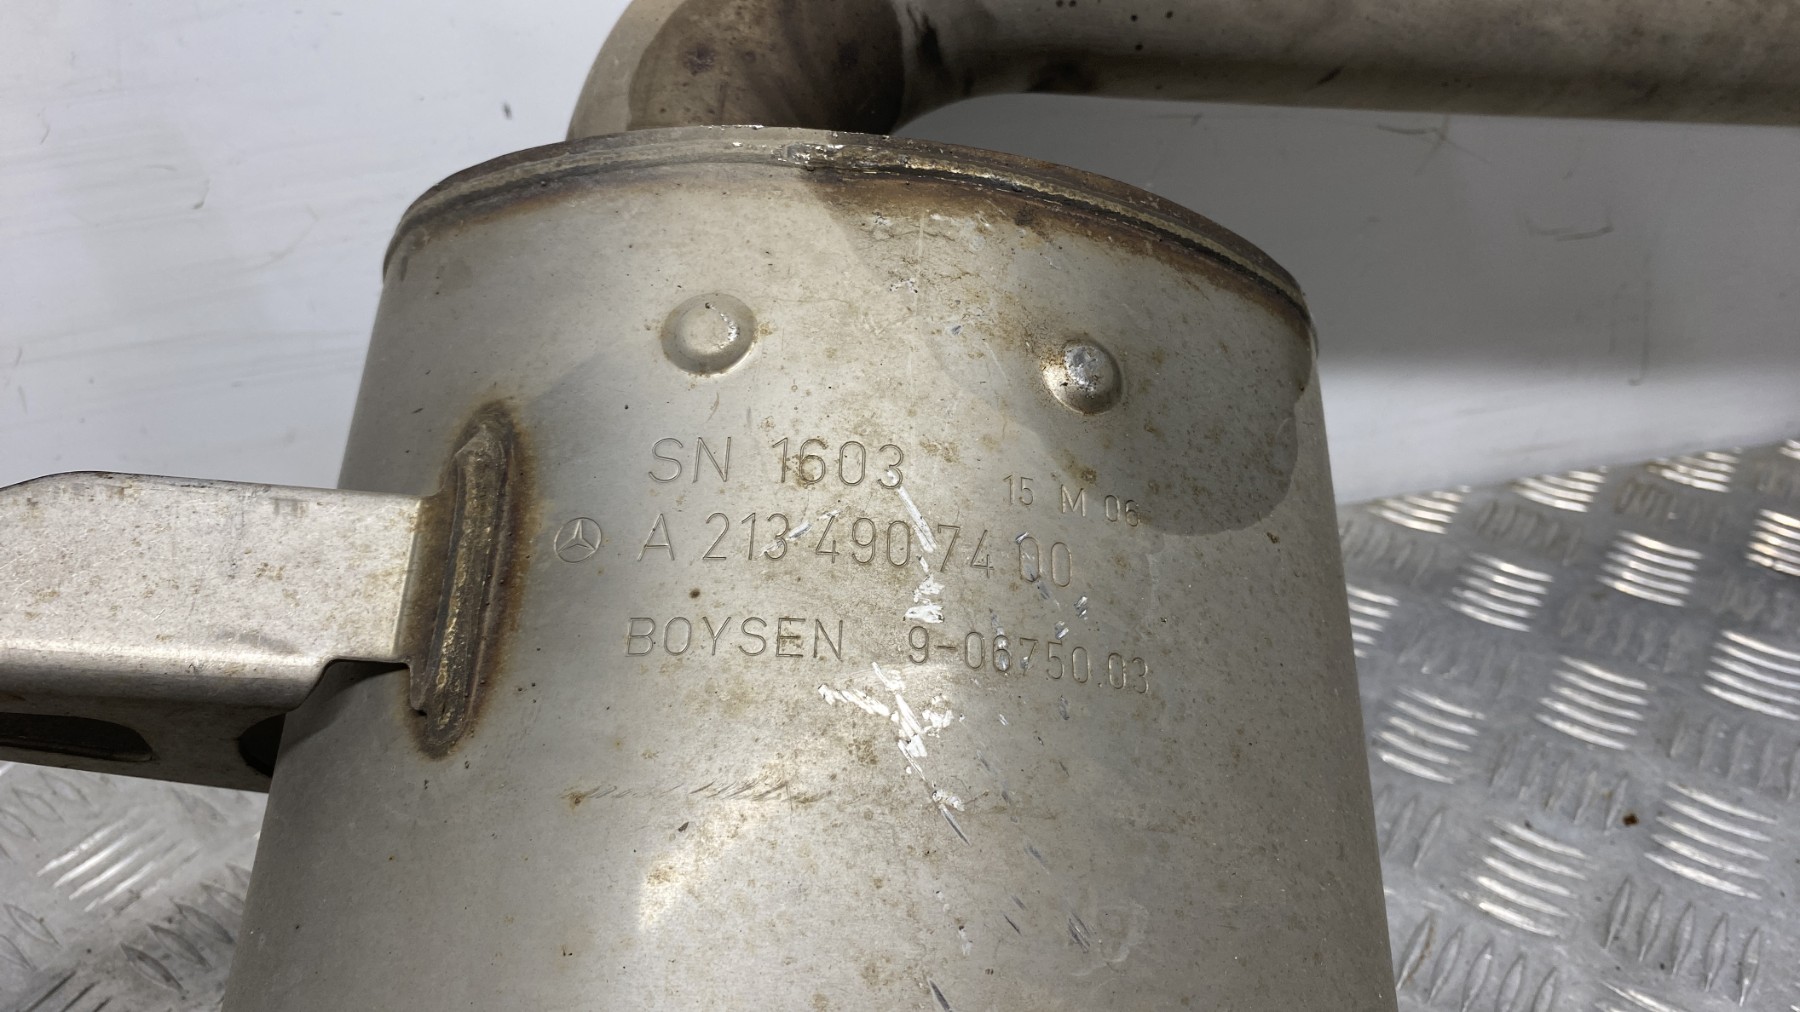 SN 1603
15 M 06
A 213 490 74 00
BOYSEN 9-06750.03